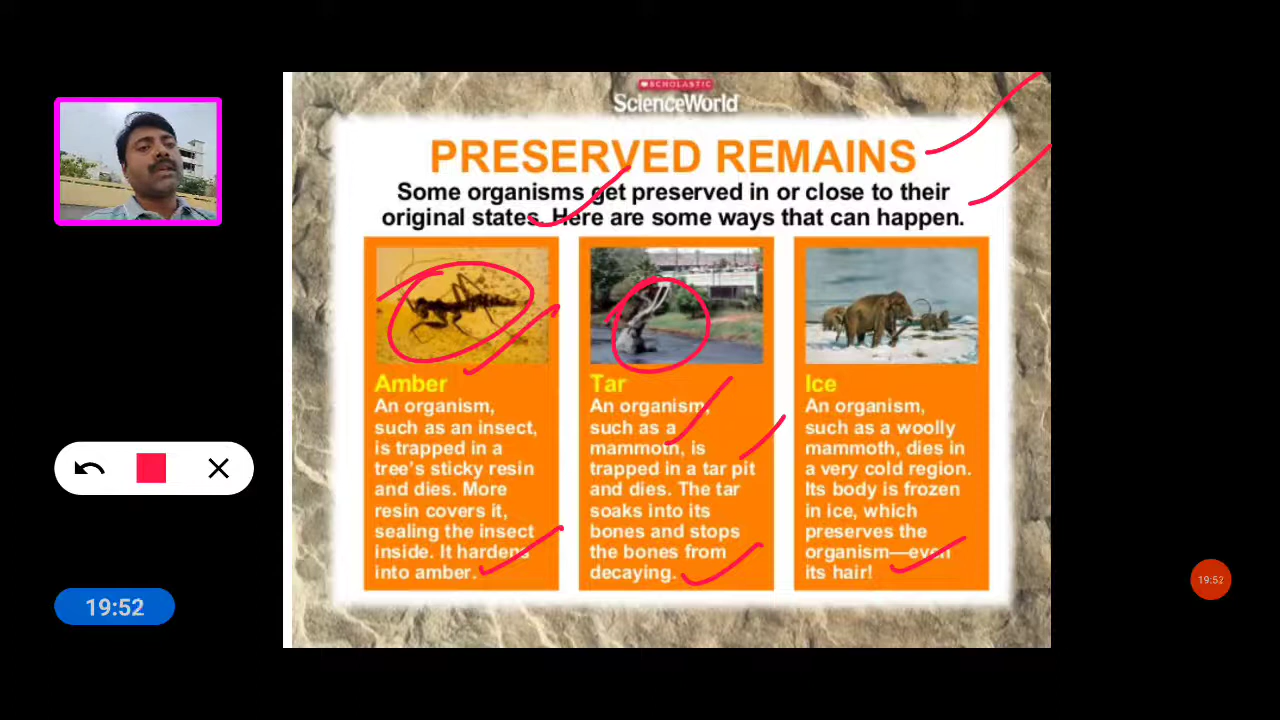 SCHOLASTIC
ScienceWorld
PRESERVED REMAINS
Some organisms get preserved in or close to their
original states. Here are some ways that can happen.
Amber
An organism,
such as an insect,
is trapped in a
tree's sticky resin
and dies. More
resin covers it,
sealing the insect
inside. It hardens
into amber.
Tar
An organism,
such as a
mammoth, is
trapped in a tar pit
and dies. The tar
soaks into its
bones and stops
the bones from
decaying.
Ice
An organism,
such as a woolly
mammoth, dies in
a very cold region.
Its body is frozen
in ice, which
preserves the
organism—even
its hair!
19:52
19:52